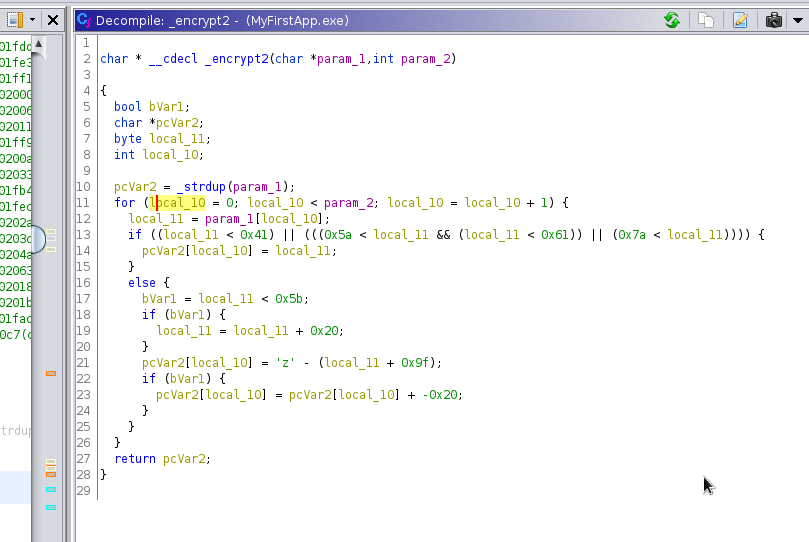 Decompile: _encrypt2 - (MyFirstApp.exe)
01fdd
01fe3
01ff1
02000
02006
02011
01ff9
0200a
02033
01fb4
01fec
0202a
0203c
0204a
02063
02018
0201b
01fac
0c7(c
trdup
1
2 char * __cdecl _encrypt2(char *param_1,int param_2)
3
4 {
5 bool bVar1;
6 char *pcVar2;
7 byte local_11;
8 int local_10;
9
10 pcVar2 = _strdup(param_1);
11 for (local_10 = 0; local_10 < param_2; local_10 = local_10 + 1) {
12 local_11 = param_1[local_10];
13 if ((local_11 < 0x41) || (((0x5a < local_11 && (local_11 < 0x61)) || (0x7a < local_11)))) {
14 pcVar2[local_10] = local_11;
15 }
16 else {
17 bVar1 = local_11 < 0x5b;
18 if (bVar1) {
19 local_11 = local_11 + 0x20;
20 }
21 pcVar2[local_10] = 'z' - (local_11 + 0x9f);
22 if (bVar1) {
23 pcVar2[local_10] = pcVar2[local_10] + -0x20;
24 }
25 }
26 }
27 return pcVar2;
28 }
29